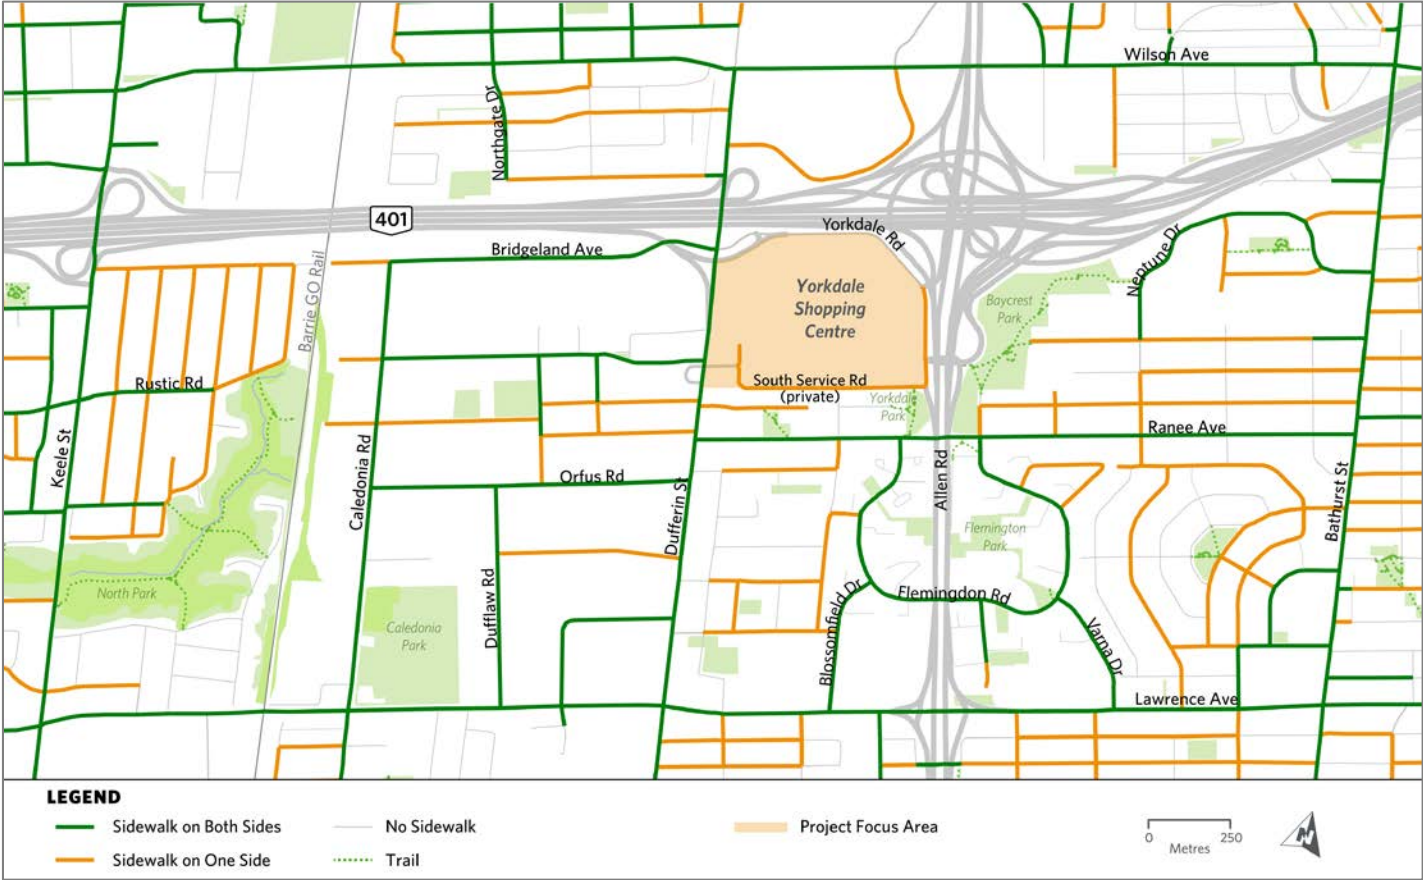 Wilson Ave
Northgate Dr
401
Yorkdale Rd
Bridgeland Ave
Neptune Dr
Barrie GO Rail
Yorkdale
Shopping
Centre
Baycrest
Park
Rustic Rd
South Service Rd
(private)
Yorkdale
Park
Keele St
Caledonia Rd
Ranee Ave
Orfus Rd
Dufferin St
Allen Rd
Bathurst St
Flemington
Park
North Park
Dufflaw Rd
Caledonia
Park
Blossomfield Dr
Flemingdon Rd
Varna Dr
Lawrence Ave
LEGEND
Sidewalk on Both Sides
No Sidewalk
Project Focus Area
Sidewalk on One Side
Trail
0 250
Metres
N